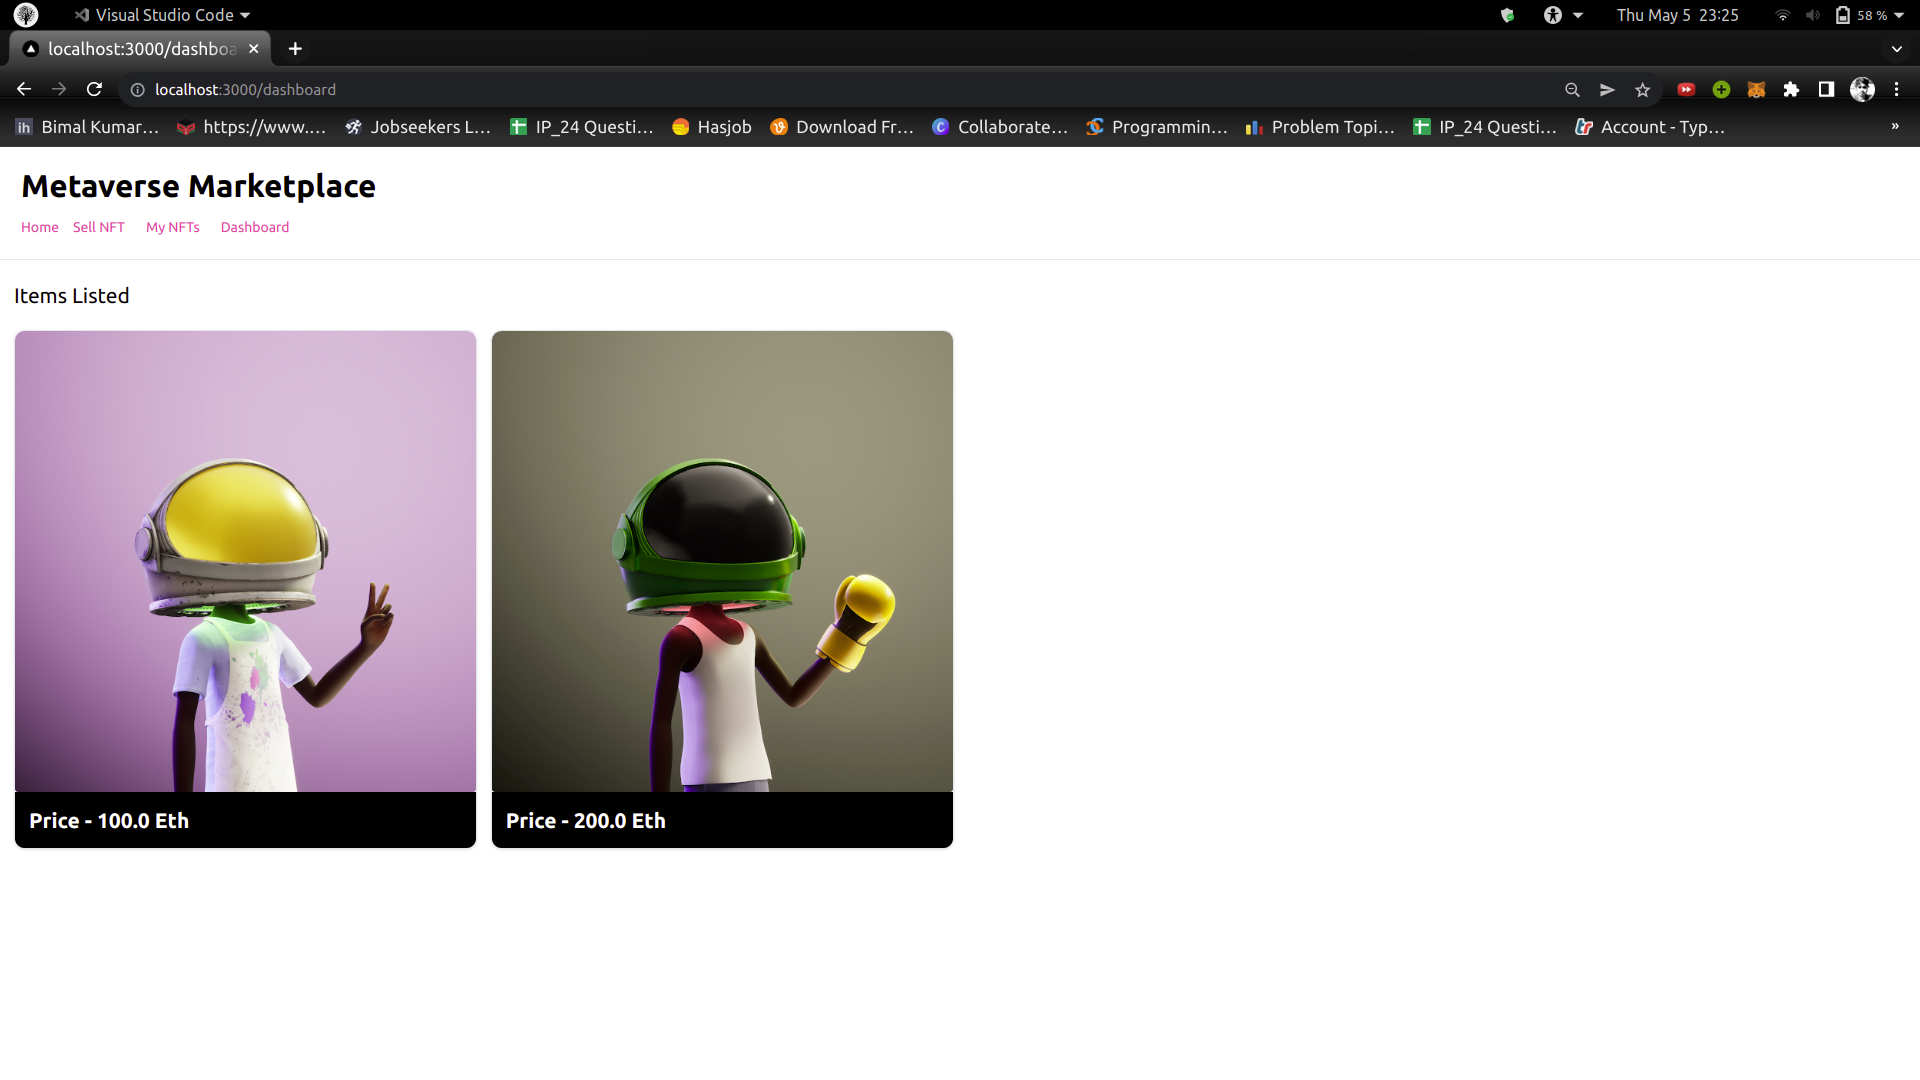 Visual Studio Code
Thu May 5 23:25
58 %
localhost:3000/dashboa
localhost:3000/dashboard
ih Bimal Kumar...
https://www....
Jobseekers L...
IP_24 Questi...
Hasjob
Download Fr...
Collaborate...
Programmin...
Problem Topi...
IP_24 Questi...
Account - Typ...
»
Metaverse Marketplace
Home Sell NFT My NFTs Dashboard
Items Listed
Price - 100.0 Eth
Price - 200.0 Eth